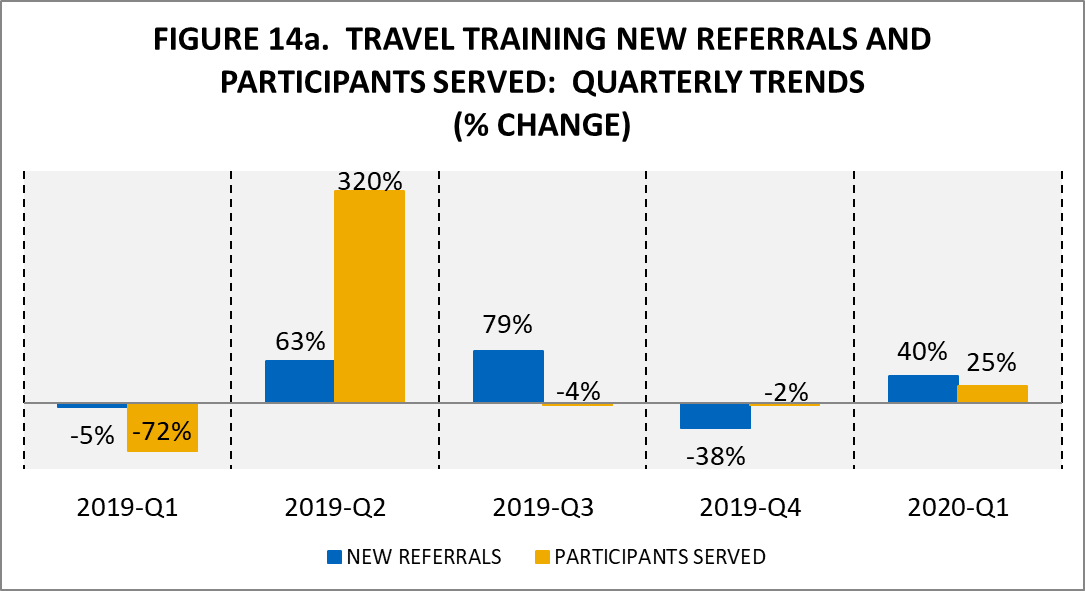 FIGURE 14a.  TRAVEL TRAINING NEW REFERRALS AND
PARTICIPANTS SERVED:  QUARTERLY TRENDS
(% CHANGE)
320%
63%
79%
-4%
-2%
40%
25%
-5%
-72%
-38%
2019-Q1
2019-Q2
2019-Q3
2019-Q4
2020-Q1
NEW REFERRALS
PARTICIPANTS SERVED